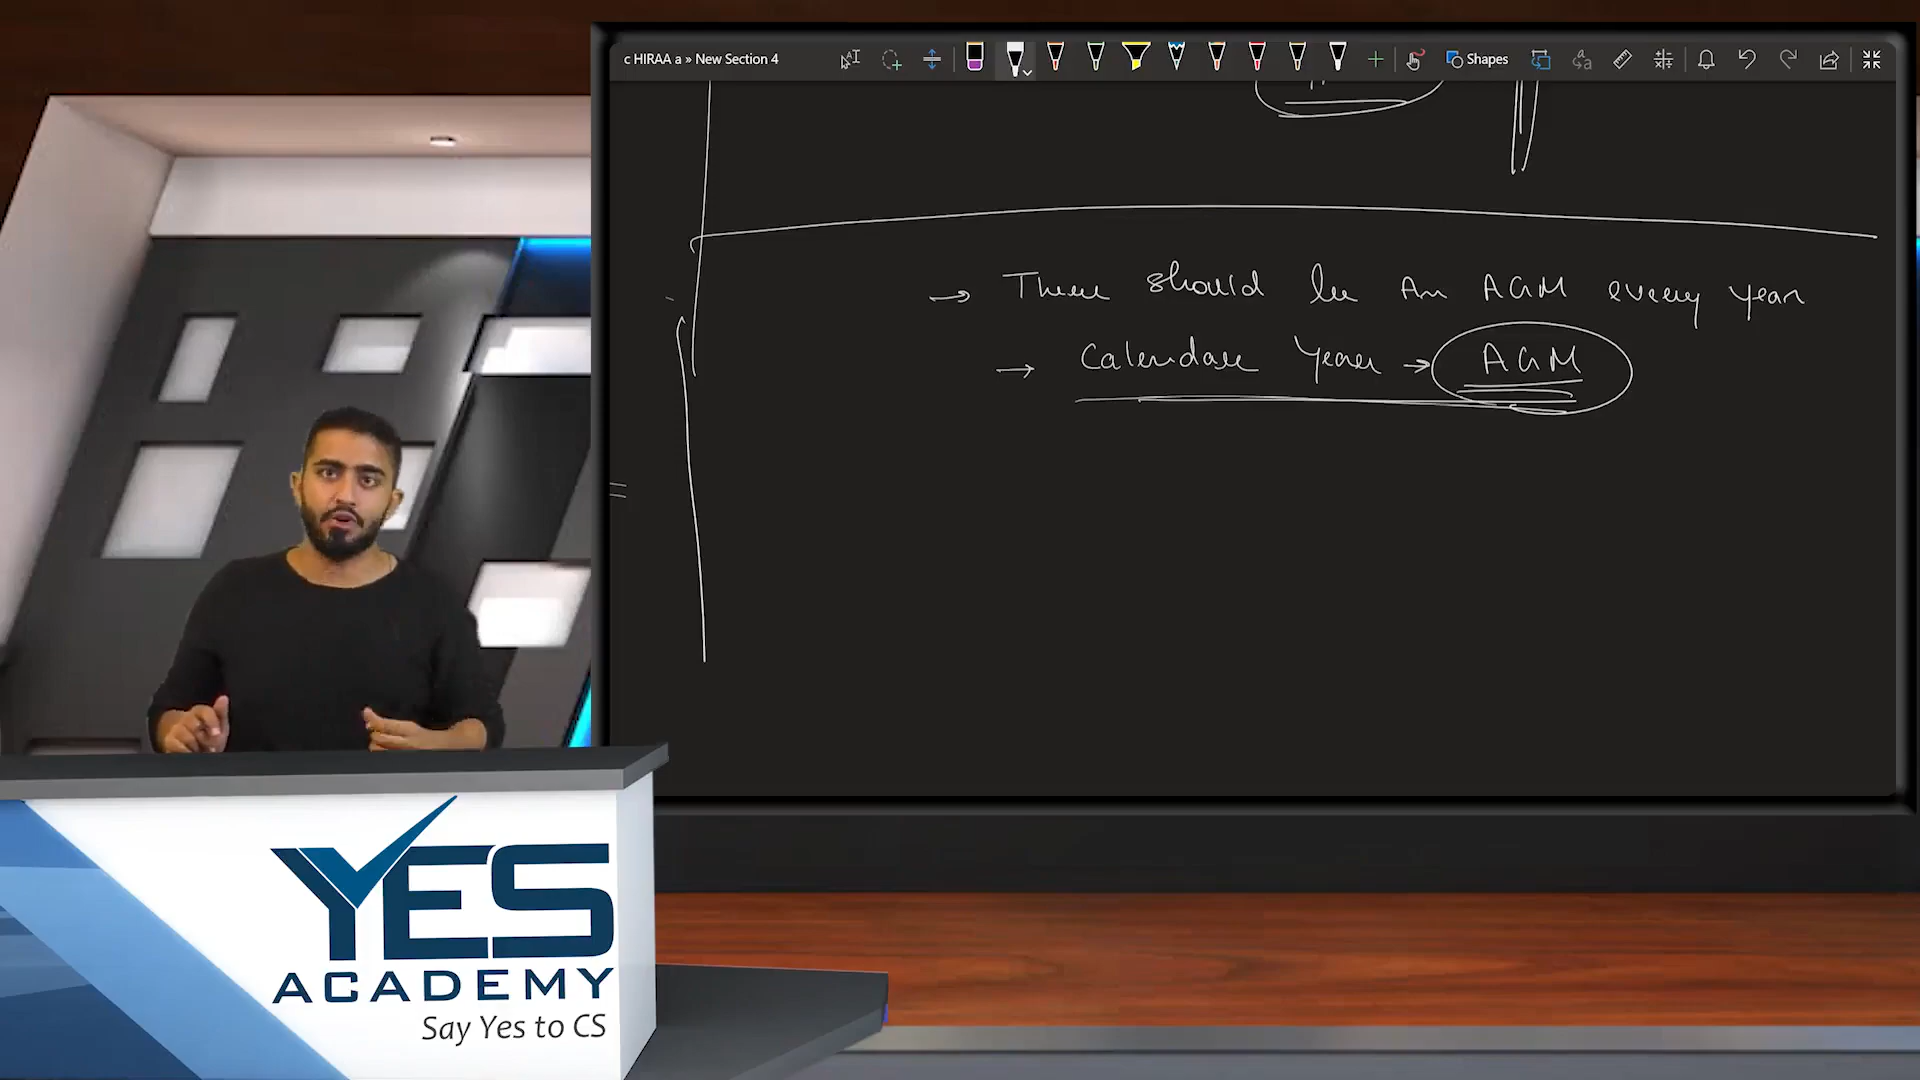 c HIRAA a » New Section 4
Shapes
→ There should be An AGM every year
→ Calendar Year → AGM
YES
ACADEMY
Say Yes to CS